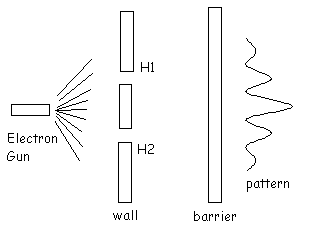 H1
Electron
Gun
H2
pattern
wall
barrier